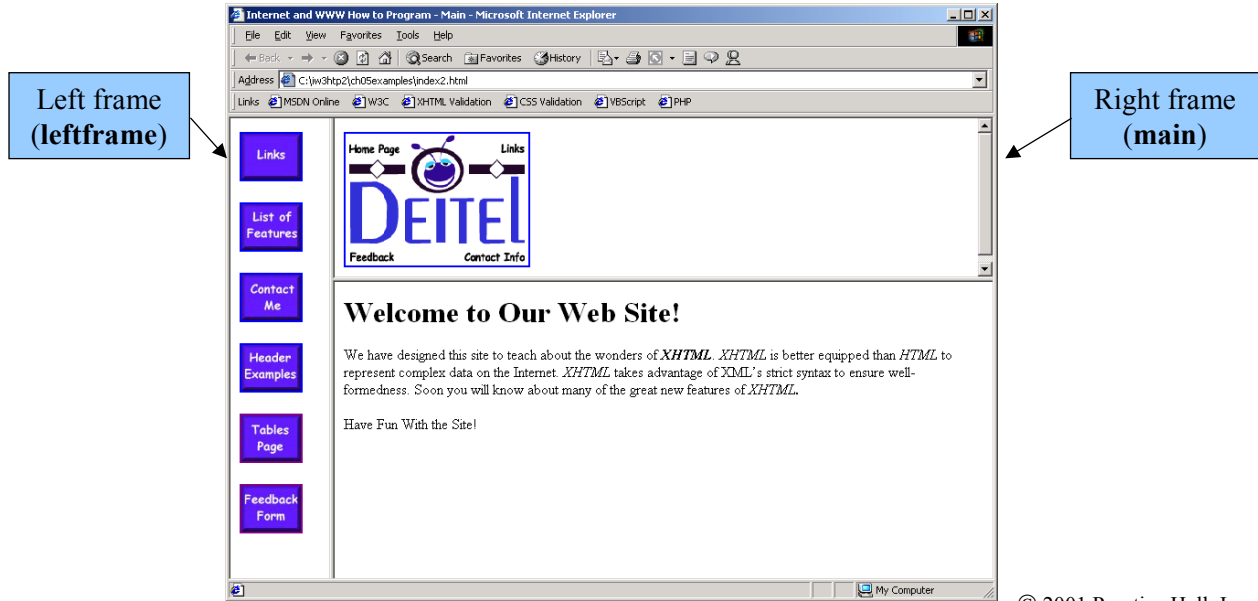 Internet and WWW How to Program - Main - Microsoft Internet Explorer
File Edit View Favorites Tools Help
Back Search Favorites History
Address C:\iw3htp2\ch05examples\index2.html
Links MSDN Online W3C XHTML Validation CSS Validation VBScript PHP
Left frame
(leftframe)
Right frame
(main)
Links
List of
Features
Contact
Me
Header
Examples
Tables
Page
Feedback
Form
Home Page Links
DEITEL
Feedback Contact Info
Welcome to Our Web Site!
We have designed this site to teach about the wonders of XHTML. XHTML is better equipped than HTML to
represent complex data on the Internet. XHTML takes advantage of XML's strict syntax to ensure well-
formedness. Soon you will know about many of the great new features of XHTML.
Have Fun With the Site!
My Computer
© 2001 Prentice Hall, I